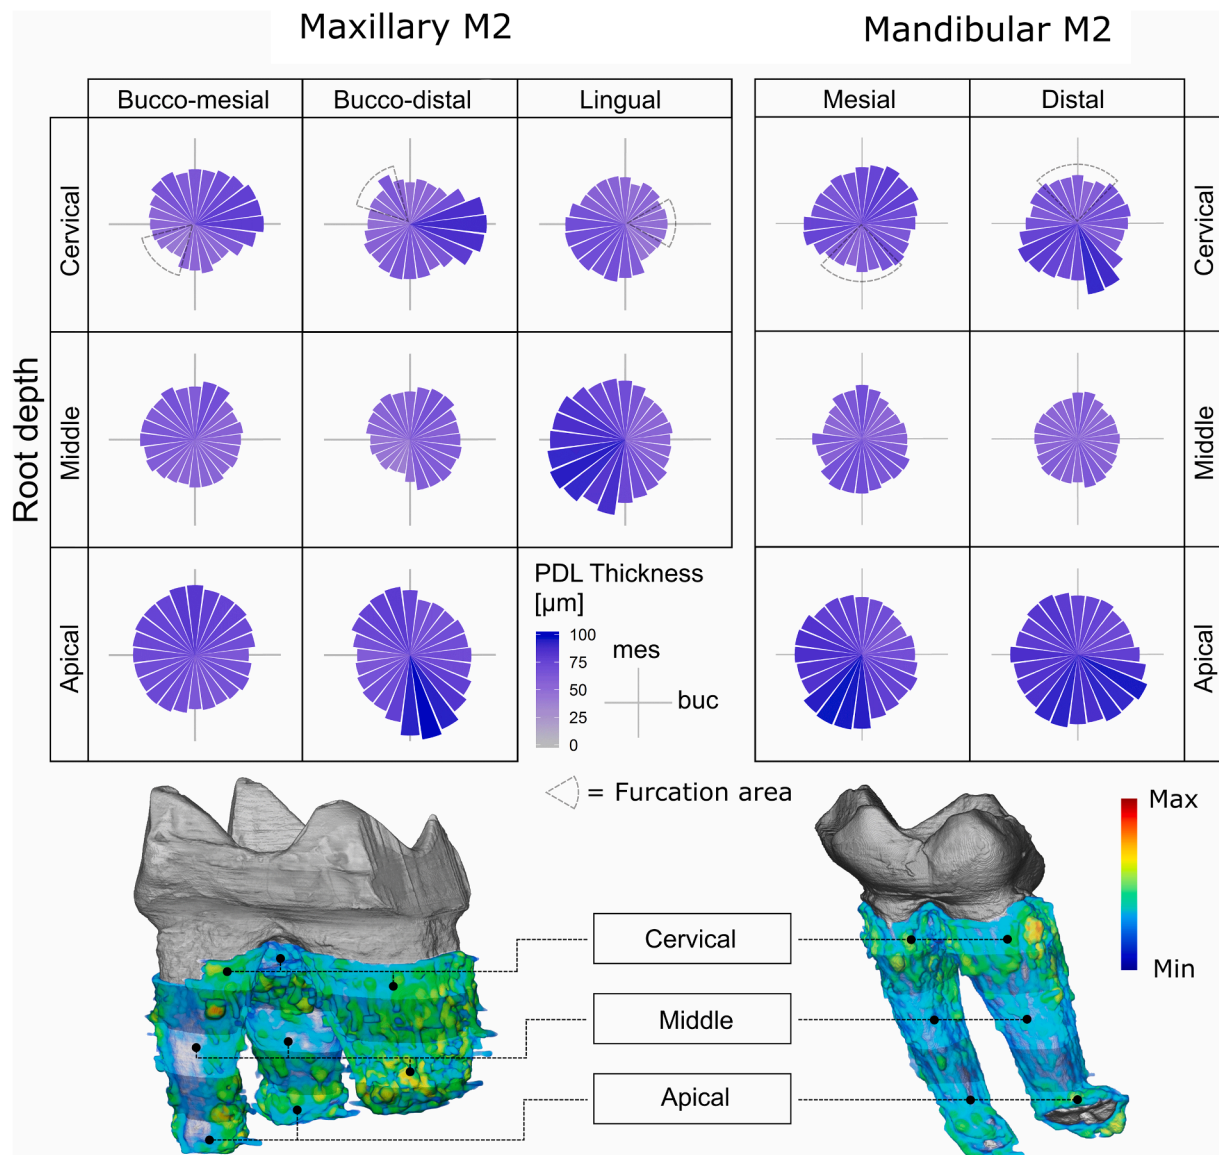 Maxillary M2
Mandibular M2
Bucco-mesial
Bucco-distal
Lingual
Mesial
Distal
Root depth
Cervical
Cervical
Middle
Middle
Apical
Apical
PDL Thickness
[µm]
100
75
50
25
0
mes
buc
= Furcation area
Max
Min
Cervical
Middle
Apical